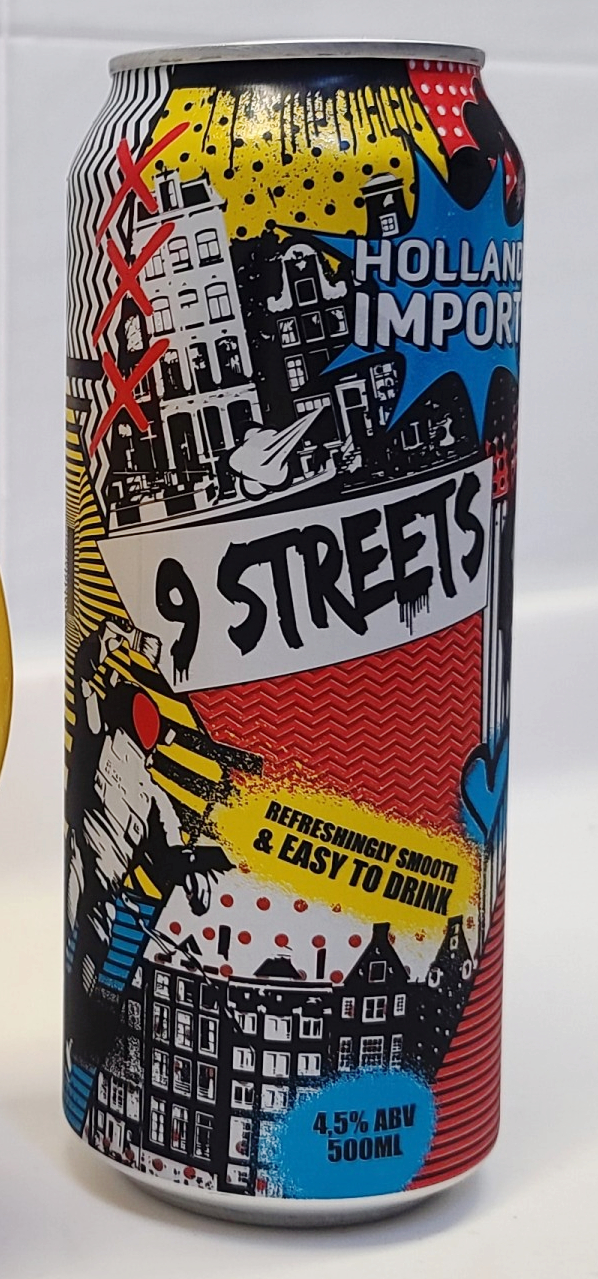 HOLLAND
IMPORT
9 STREETS
REFRESHINGLY SMOOTH
& EASY TO DRINK
4,5% ABV
500ML